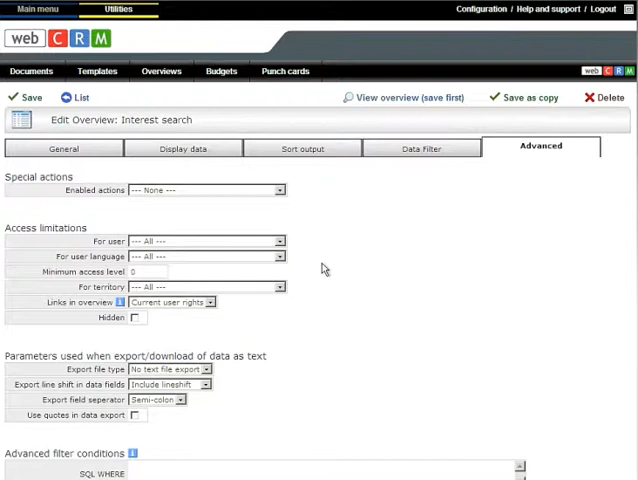 Main menu Utilities Configuration / Help and support / Logout
web C R M
Documents Templates Overviews Budgets Punch cards web C R M
Save List View overview (save first) Save as copy Delete
Edit Overview: Interest search
General Display data Sort output Data Filter Advanced
Special actions
Enabled actions --- None ---
Access limitations
For user --- All ---
For user language --- All ---
Minimum access level 0
For territory --- All ---
Links in overview i Current user rights
Hidden
Parameters used when export/download of data as text
Export file type No text file export
Export line shift in data fields Include lineshift
Export field seperator Semi-colon
Use quotes in data export
Advanced filter conditions i
SQL WHERE